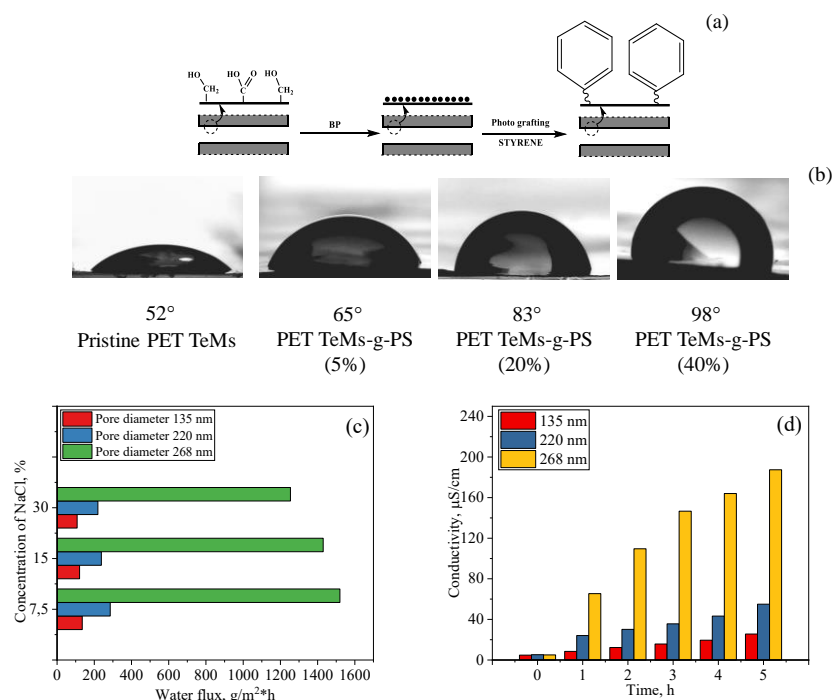 (a)
HO
CH2
HO
O
C
HO
CH2
BP
Photo grafting
STYRENE
(b)
52°
Pristine PET TeMs
65°
PET TeMs-g-PS
(5%)
83°
PET TeMs-g-PS
(20%)
98°
PET TeMs-g-PS
(40%)
(c)
Pore diameter 135 nm
Pore diameter 220 nm
Pore diameter 268 nm
Concentration of NaCl, %
30
15
7,5
0 200 400 600 800 1000 1200 1400 1600
Water flux, g/m²*h
(d)
135 nm
220 nm
268 nm
Conductivity, µS/cm
240
200
160
120
80
40
0
0 1 2 3 4 5
Time, h